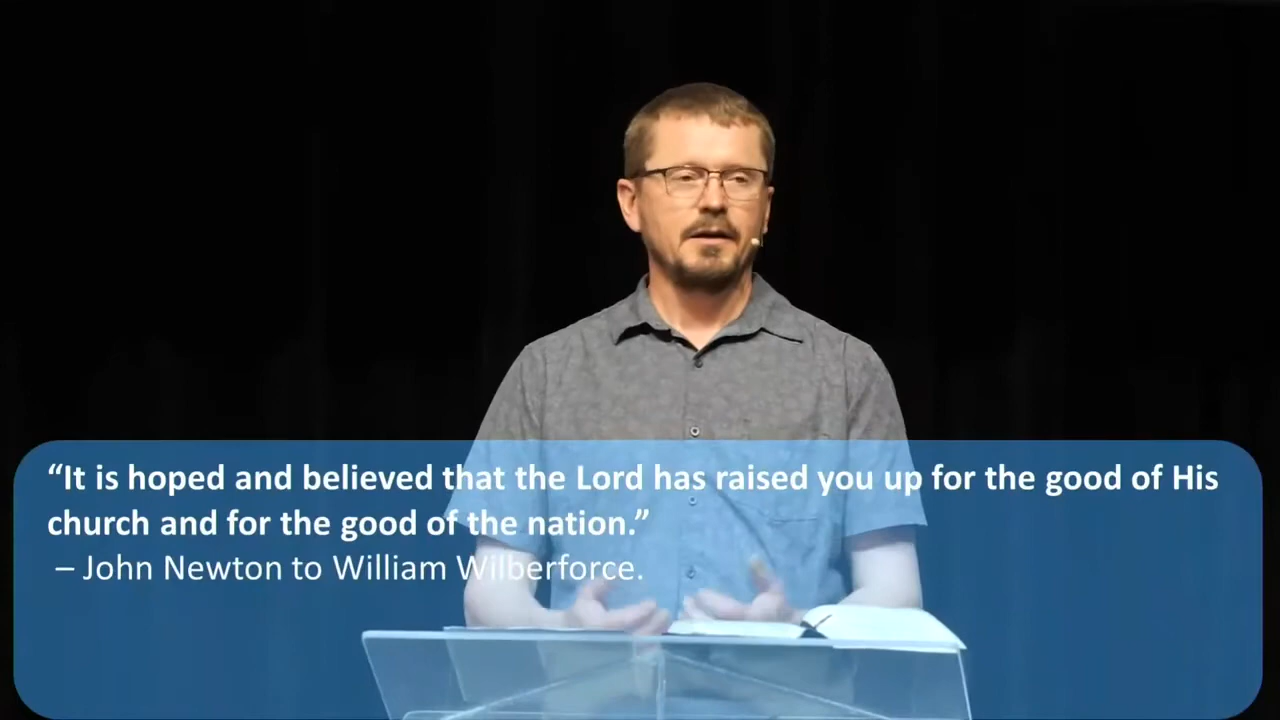 “It is hoped and believed that the Lord has raised you up for the good of His
church and for the good of the nation.”
– John Newton to William Wilberforce.